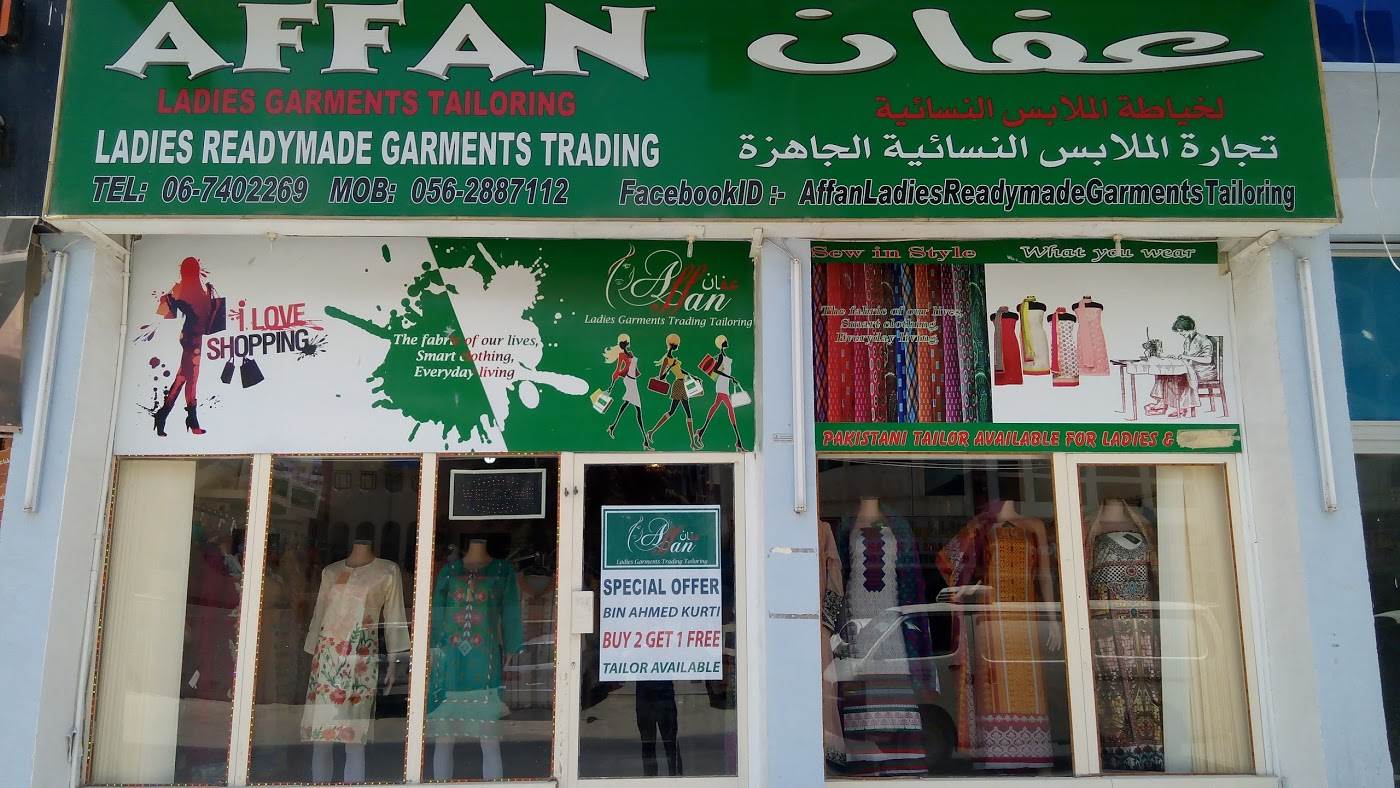 AFFAN
عفان
LADIES GARMENTS TAILORING
لخياطة الملابس النسائية
LADIES READYMADE GARMENTS TRADING
تجارة الملابس النسائية الجاهزة
TEL: 06-7402269 MOB: 056-2887112 FacebookID :- AffanLadiesReadymadeGarmentsTailoring
i LOVE
SHOPPING
The fabric of our lives,
Smart clothing,
Everyday living
Affan عفان
Ladies Garments Trading Tailoring
Sew in Style What you wear
The fabric of our lives,
Smart clothing,
Everyday living,
PAKISTANI TAILOR AVAILABLE FOR LADIES &
WELCOME
Affan عفان
Ladies Garments Trading Tailoring
SPECIAL OFFER
BIN AHMED KURTI
BUY 2 GET 1 FREE
TAILOR AVAILABLE